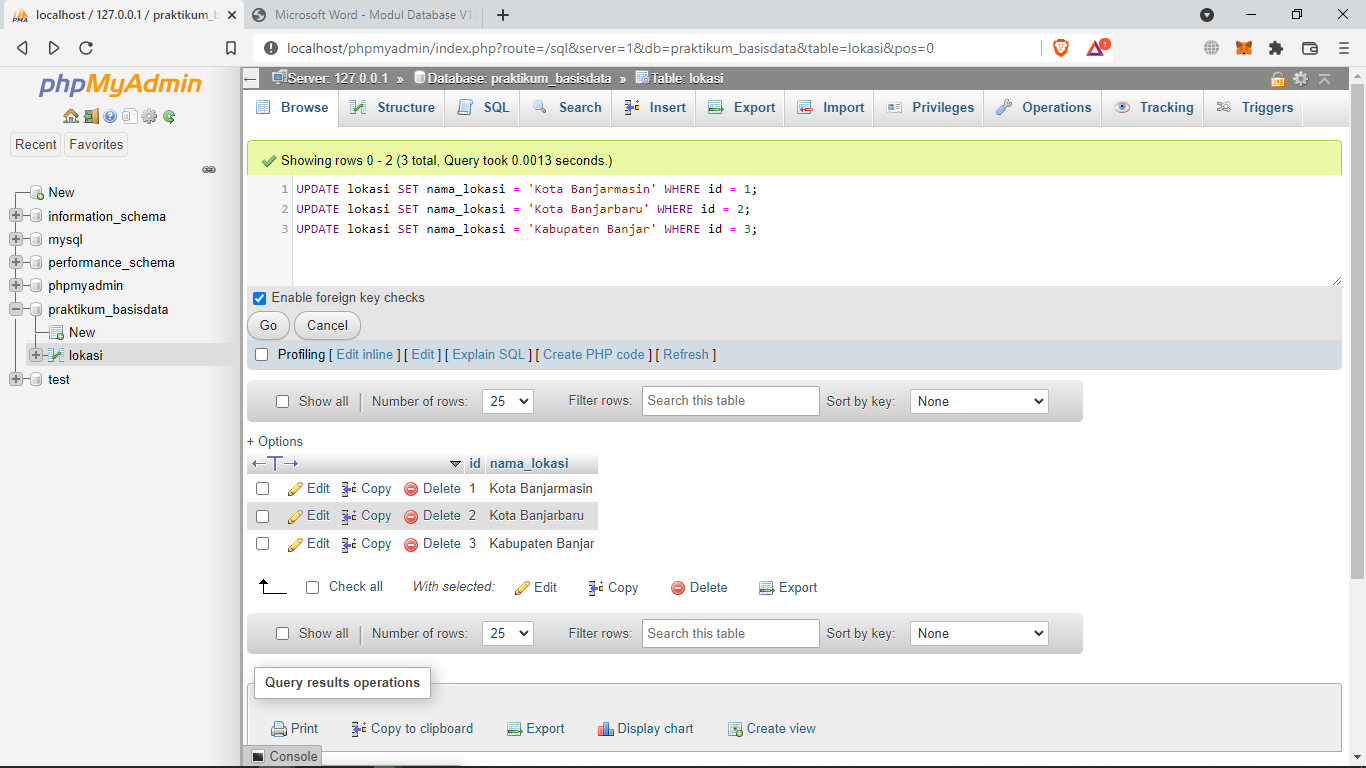 localhost / 127.0.0.1 / praktikum_b
Microsoft Word - Modul Database V1.
localhost/phpmyadmin/index.php?route=/sql&server=1&db=praktikum_basisdata&table=lokasi&pos=0
1
phpMyAdmin
Recent Favorites
New
information_schema
mysql
performance_schema
phpmyadmin
praktikum_basisdata
New
lokasi
test
Server: 127.0.0.1 » Database: praktikum_basisdata » Table: lokasi
Browse Structure SQL Search Insert Export Import Privileges Operations Tracking Triggers
Showing rows 0 - 2 (3 total, Query took 0.0013 seconds.)
1 UPDATE lokasi SET nama_lokasi = 'Kota Banjarmasin' WHERE id = 1;
2 UPDATE lokasi SET nama_lokasi = 'Kota Banjarbaru' WHERE id = 2;
3 UPDATE lokasi SET nama_lokasi = 'Kabupaten Banjar' WHERE id = 3;
Enable foreign key checks
Go Cancel
Profiling [ Edit inline ] [ Edit ] [ Explain SQL ] [ Create PHP code ] [ Refresh ]
Show all | Number of rows: 25 Filter rows: Search this table Sort by key: None
+ Options
←T→ id nama_lokasi
Edit Copy Delete 1 Kota Banjarmasin
Edit Copy Delete 2 Kota Banjarbaru
Edit Copy Delete 3 Kabupaten Banjar
Check all With selected: Edit Copy Delete Export
Show all | Number of rows: 25 Filter rows: Search this table Sort by key: None
Query results operations
Print Copy to clipboard Export Display chart Create view
Console